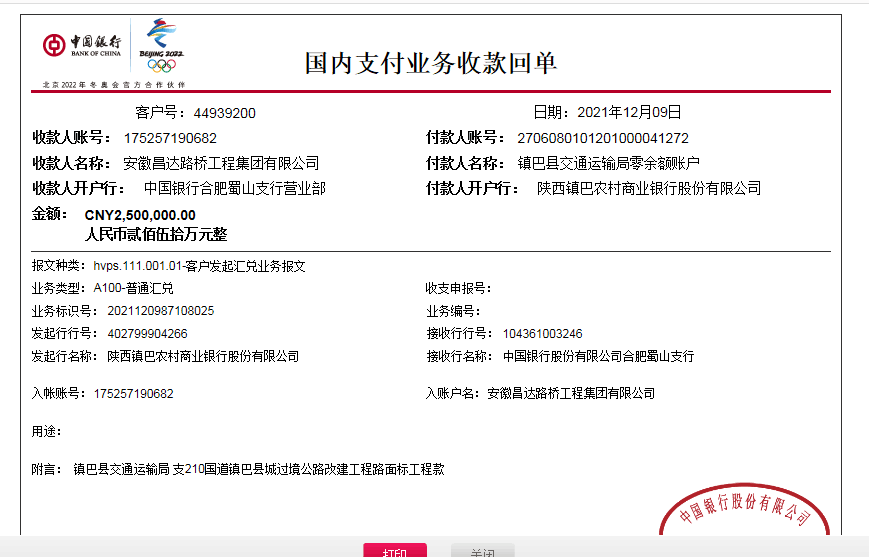 中国银行
BANK OF CHINA
BEIJING 2022
北京2022年冬奥会官方合作伙伴
国内支付业务收款回单
客户号：44939200 日期：2021年12月09日
收款人账号：175257190682 付款人账号：2706080101201000041272
收款人名称：安徽昌达路桥工程集团有限公司 付款人名称：镇巴县交通运输局零余额账户
收款人开户行：中国银行合肥蜀山支行营业部 付款人开户行：陕西镇巴农村商业银行股份有限公司
金额：CNY2,500,000.00
人民币贰佰伍拾万元整
报文种类：hvps.111.001.01-客户发起汇兑业务报文
业务类型：A100-普通汇兑 收支申报号：
业务标识号：2021120987108025 业务编号：
发起行行号：402799904266 接收行行号：104361003246
发起行名称：陕西镇巴农村商业银行股份有限公司 接收行名称：中国银行股份有限公司合肥蜀山支行
入帐账号：175257190682 入账户名：安徽昌达路桥工程集团有限公司
用途：
附言：镇巴县交通运输局 支210国道镇巴县城过境公路改建工程路面标工程款
中国银行股份有限公司
打印 关闭